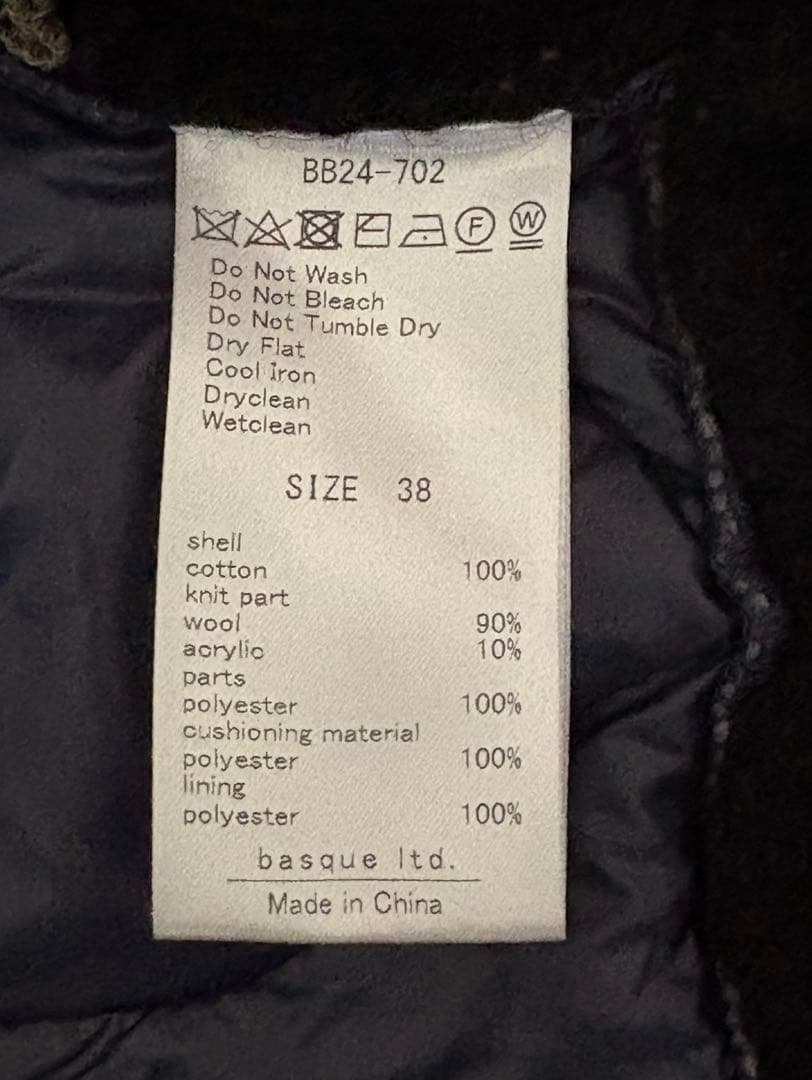 BB24-702
F W
Do Not Wash
Do Not Bleach
Do Not Tumble Dry
Dry Flat
Cool Iron
Dryclean
Wetclean
SIZE 38
shell
cotton 100%
knit part
wool 90%
acrylic 10%
parts
polyester 100%
cushioning material
polyester 100%
lining
polyester 100%
basque ltd.
Made in China